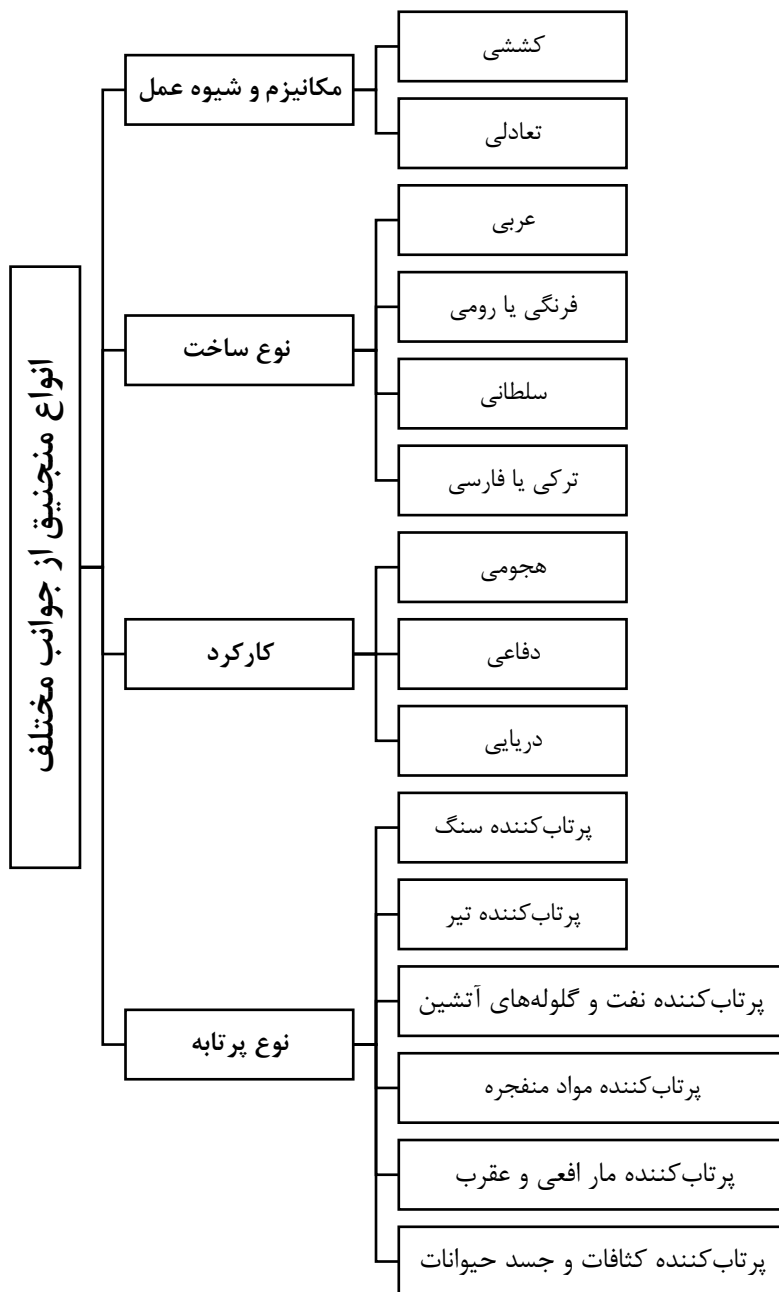 انواع منجنیق از جوانب مختلف
مکانیزم و شیوه عمل
کششی
تعادلی
نوع ساخت
عربی
فرنگی یا رومی
سلطانی
ترکی یا فارسی
کارکرد
هجومی
دفاعی
دریایی
نوع پرتابه
پرتاب‌کننده سنگ
پرتاب‌کننده تیر
پرتاب‌کننده نفت و گلوله‌های آتشین
پرتاب‌کننده مواد منفجره
پرتاب‌کننده مار افعی و عقرب
پرتاب‌کننده کثافات و جسد حیوانات